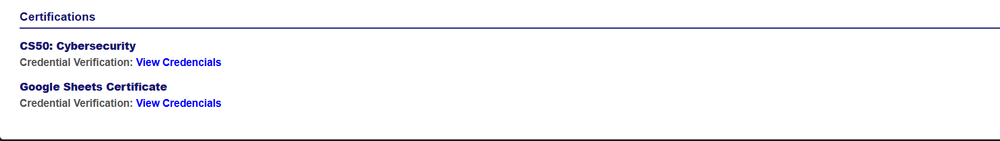 Certifications
CS50: Cybersecurity
Credential Verification: View Credencials
Google Sheets Certificate
Credential Verification: View Credencials